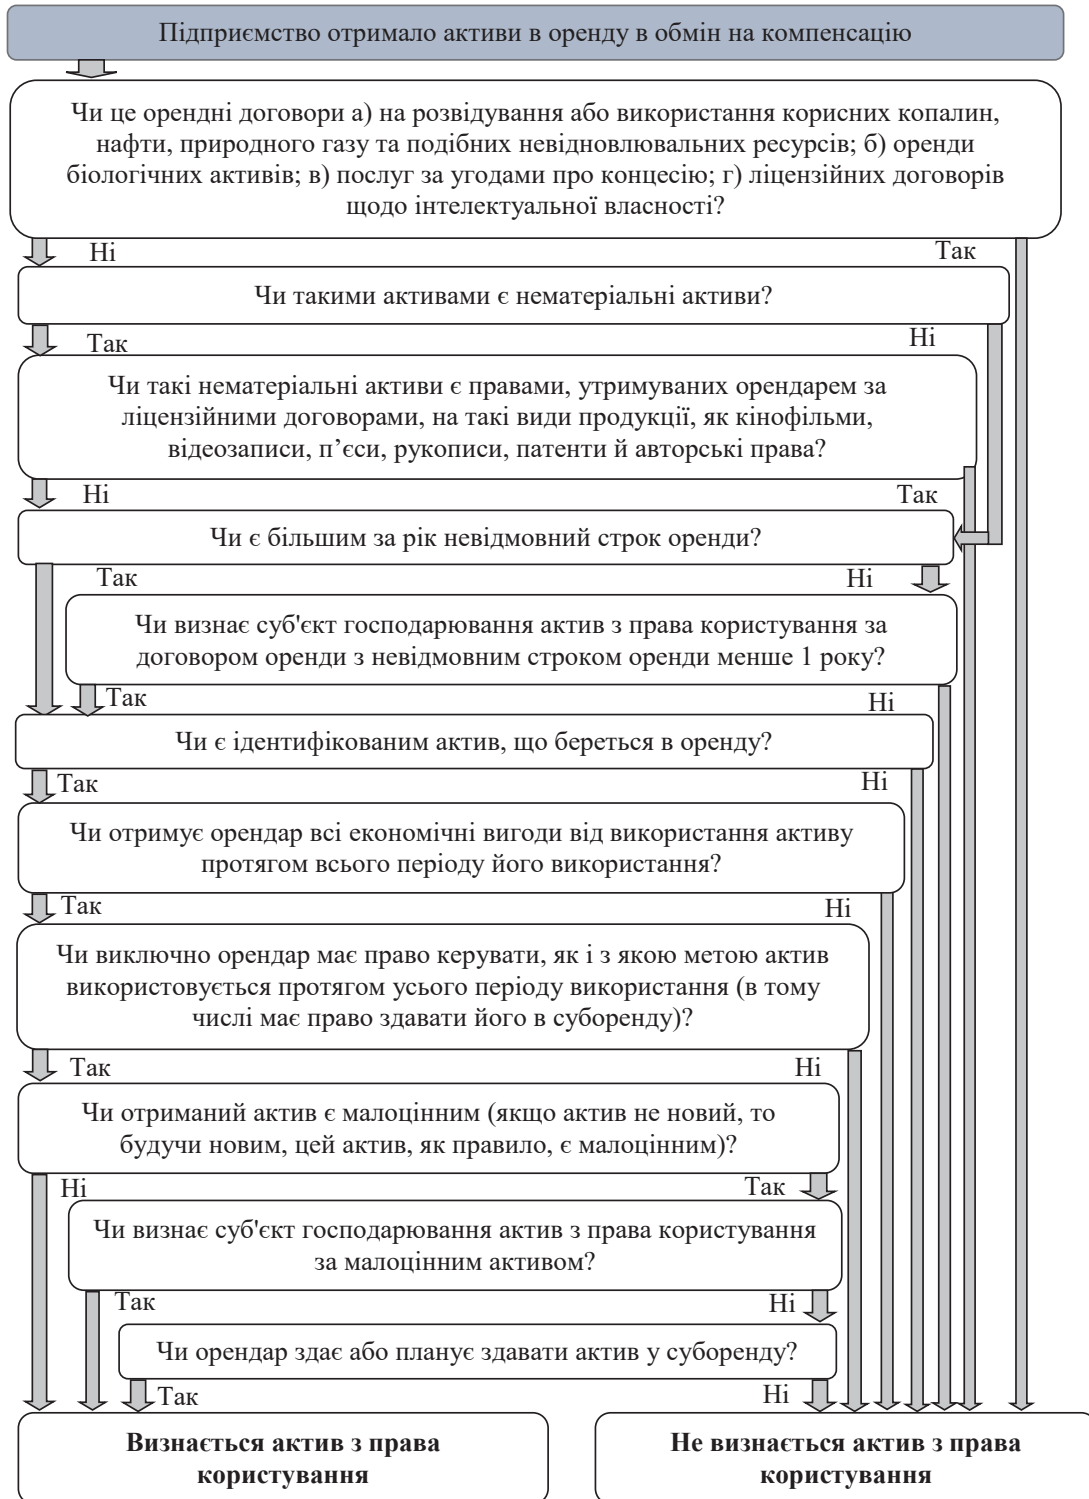 Підприємство отримало активи в оренду в обмін на компенсацію
Чи це орендні договори а) на розвідування або використання корисних копалин,
нафти, природного газу та подібних невідновлювальних ресурсів; б) оренди
біологічних активів; в) послуг за угодами про концесію; г) ліцензійних договорів
щодо інтелектуальної власності?
Ні
Так
Чи такими активами є нематеріальні активи?
Так
Ні
Чи такі нематеріальні активи є правами, утримуваних орендарем за
ліцензійними договорами, на такі види продукції, як кінофільми,
відеозаписи, п’єси, рукописи, патенти й авторські права?
Ні
Так
Чи є більшим за рік невідмовний строк оренди?
Так
Ні
Чи визнає суб'єкт господарювання актив з права користування за
договором оренди з невідмовним строком оренди менше 1 року?
Так
Ні
Чи є ідентифікованим актив, що береться в оренду?
Так
Ні
Чи отримує орендар всі економічні вигоди від використання активу
протягом всього періоду його використання?
Так
Ні
Чи виключно орендар має право керувати, як і з якою метою актив
використовується протягом усього періоду використання (в тому
числі має право здавати його в суборенду)?
Так
Ні
Чи отриманий актив є малоцінним (якщо актив не новий, то
будучи новим, цей актив, як правило, є малоцінним)?
Ні
Так
Чи визнає суб'єкт господарювання актив з права користування
за малоцінним активом?
Так
Ні
Чи орендар здає або планує здавати актив у суборенду?
Так
Ні
Визнається актив з права
користування
Не визнається актив з права
користування